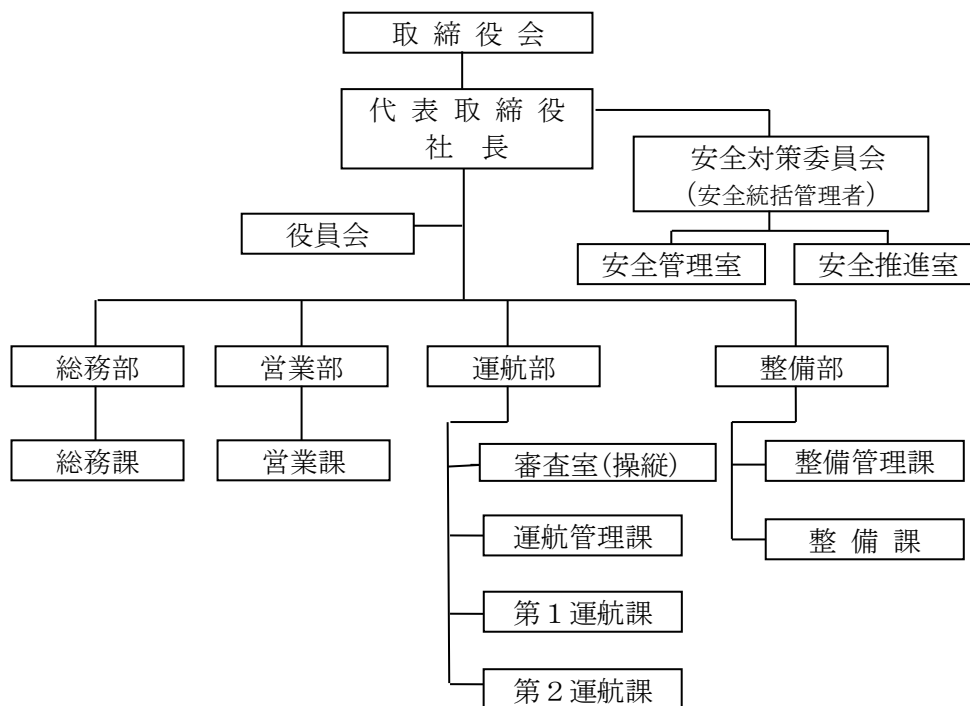 取 締 役 会
代 表 取 締 役
社 長
安全対策委員会
(安全統括管理者)
役員会
安全管理室
安全推進室
総務部
営業部
運航部
整備部
総務課
営業課
審査室(操縦)
整備管理課
運航管理課
整 備 課
第１運航課
第２運航課